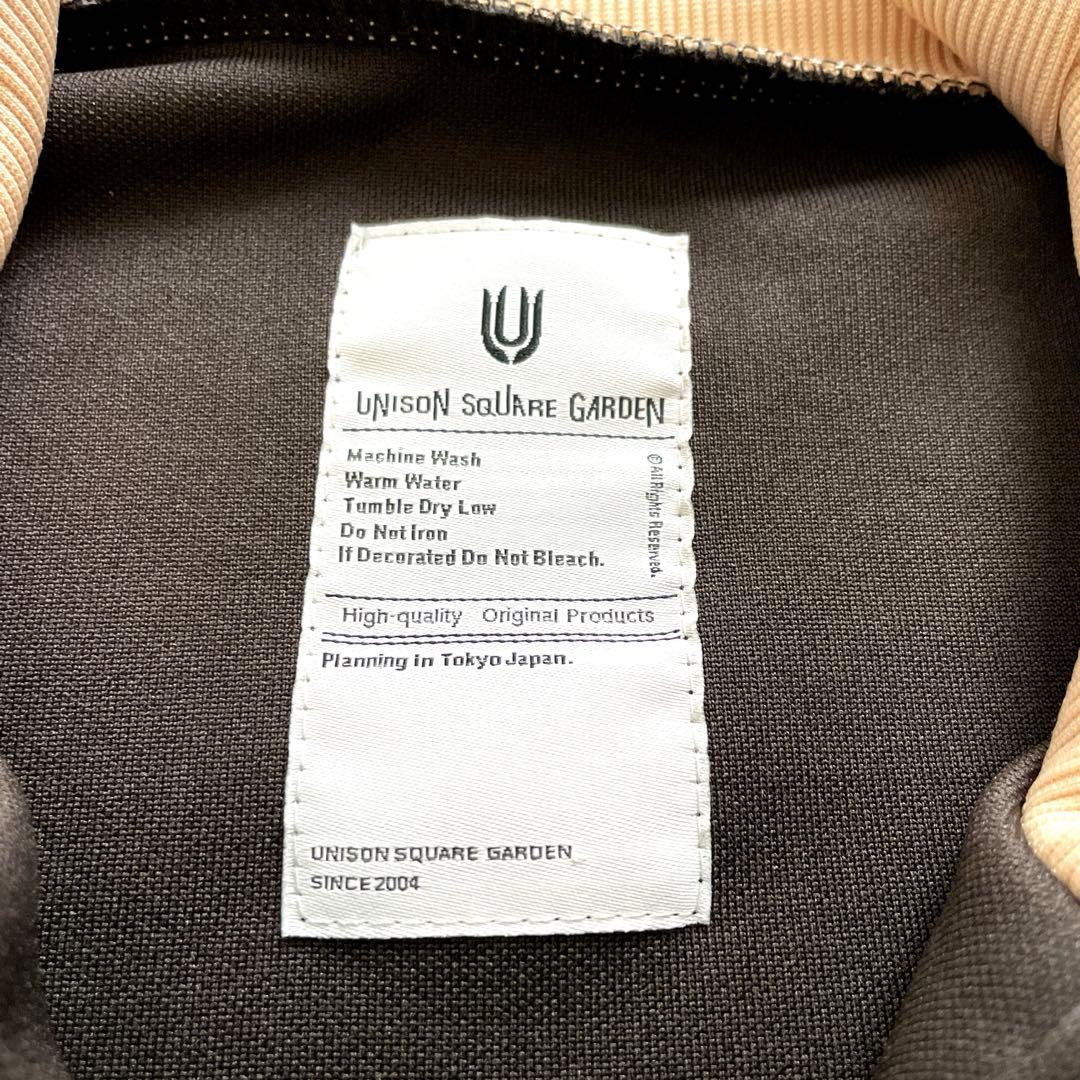 U
UNISON SQUARE GARDEN
Machine Wash
Warm Water
Tumble Dry Low
Do Not Iron
If Decorated Do Not Bleach.
©All Rights Reserved.
High-quality Original Products
Planning in Tokyo Japan.
UNISON SQUARE GARDEN
SINCE 2004